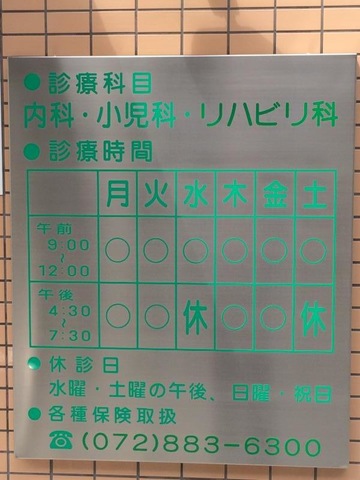 ●診療科目
内科・小児科・リハビリ科
●診療時間
月 火 水 木 金 土
午前 9:00〜12:00 ○ ○ ○ ○ ○ ○
午後 4:30〜7:30 ○ ○ 休 ○ ○ 休
●休診日
水曜・土曜の午後、日曜・祝日
●各種保険取扱
☎(072)883-6300